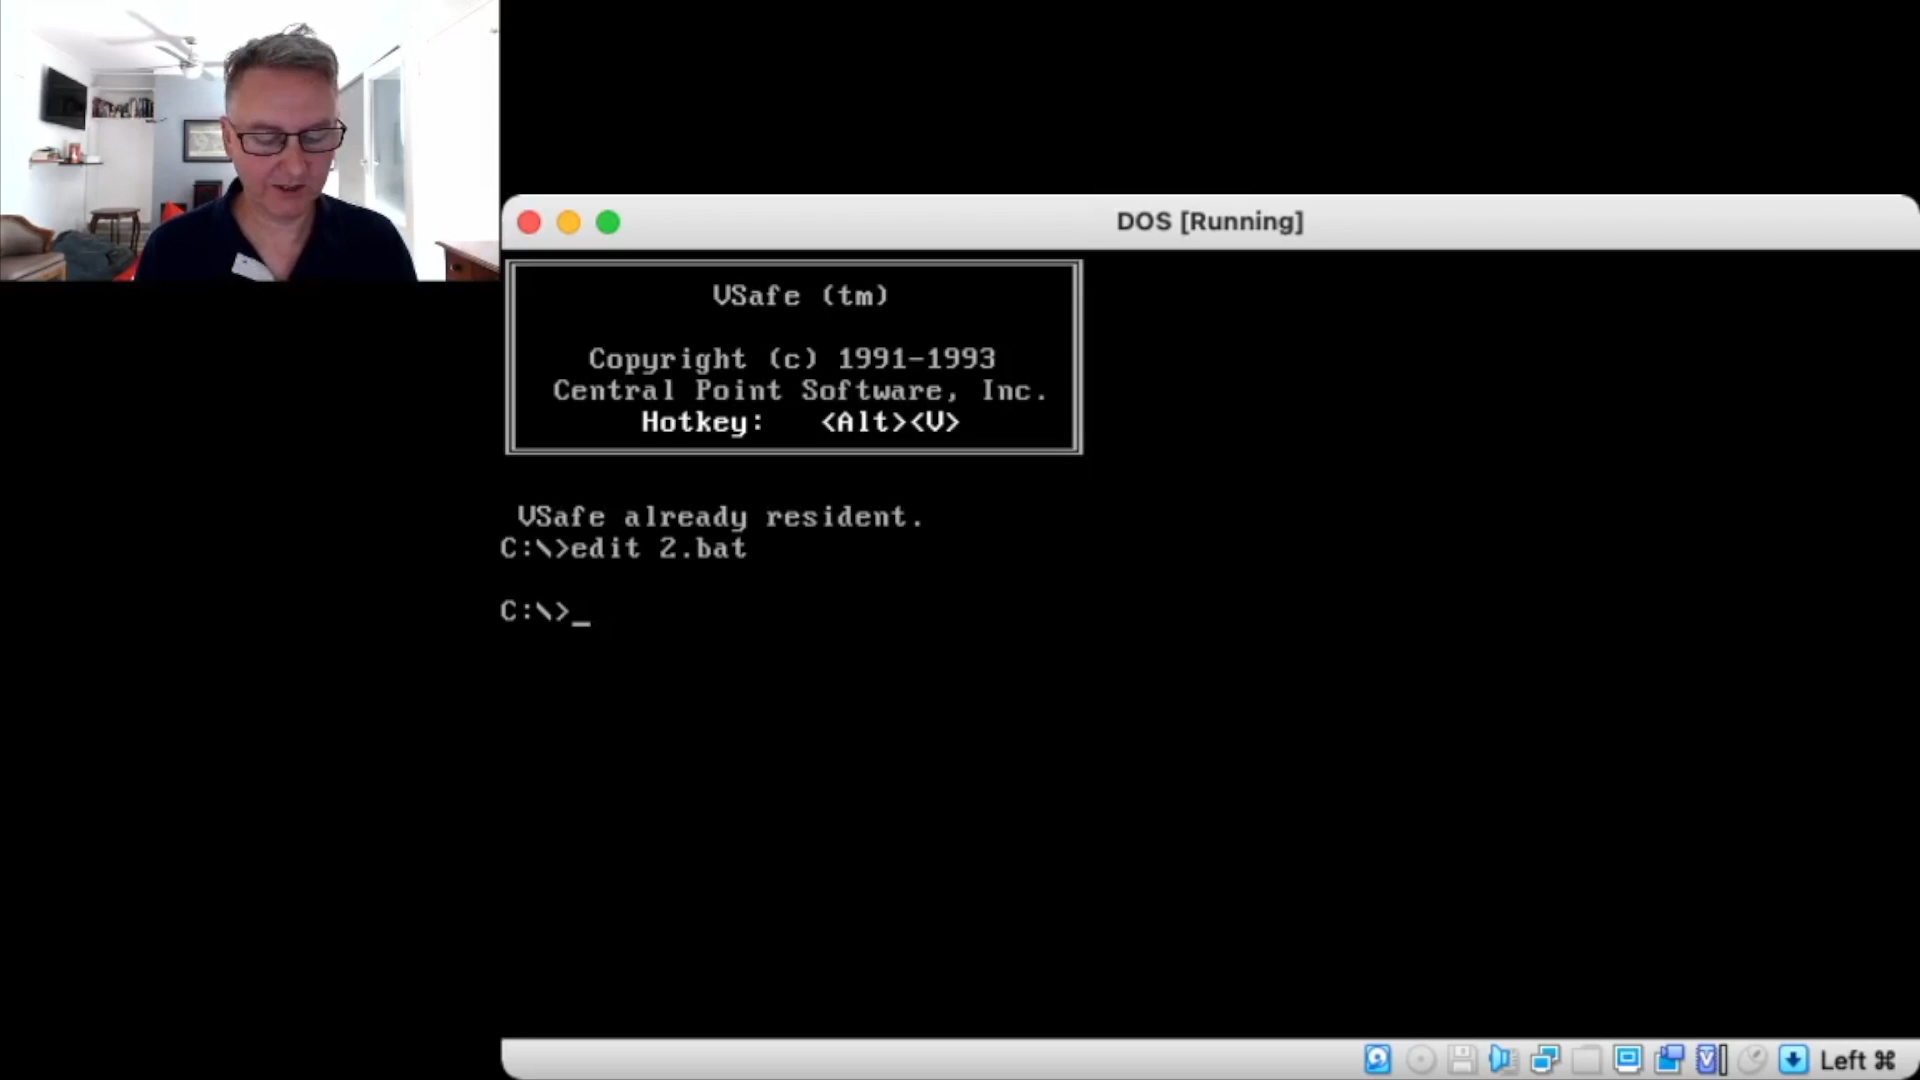 DOS [Running]
VSafe (tm)
Copyright (c) 1991-1993
Central Point Software, Inc.
Hotkey: <Alt><V>
VSafe already resident.
C:\>edit 2.bat
C:\>_
Left ⌘